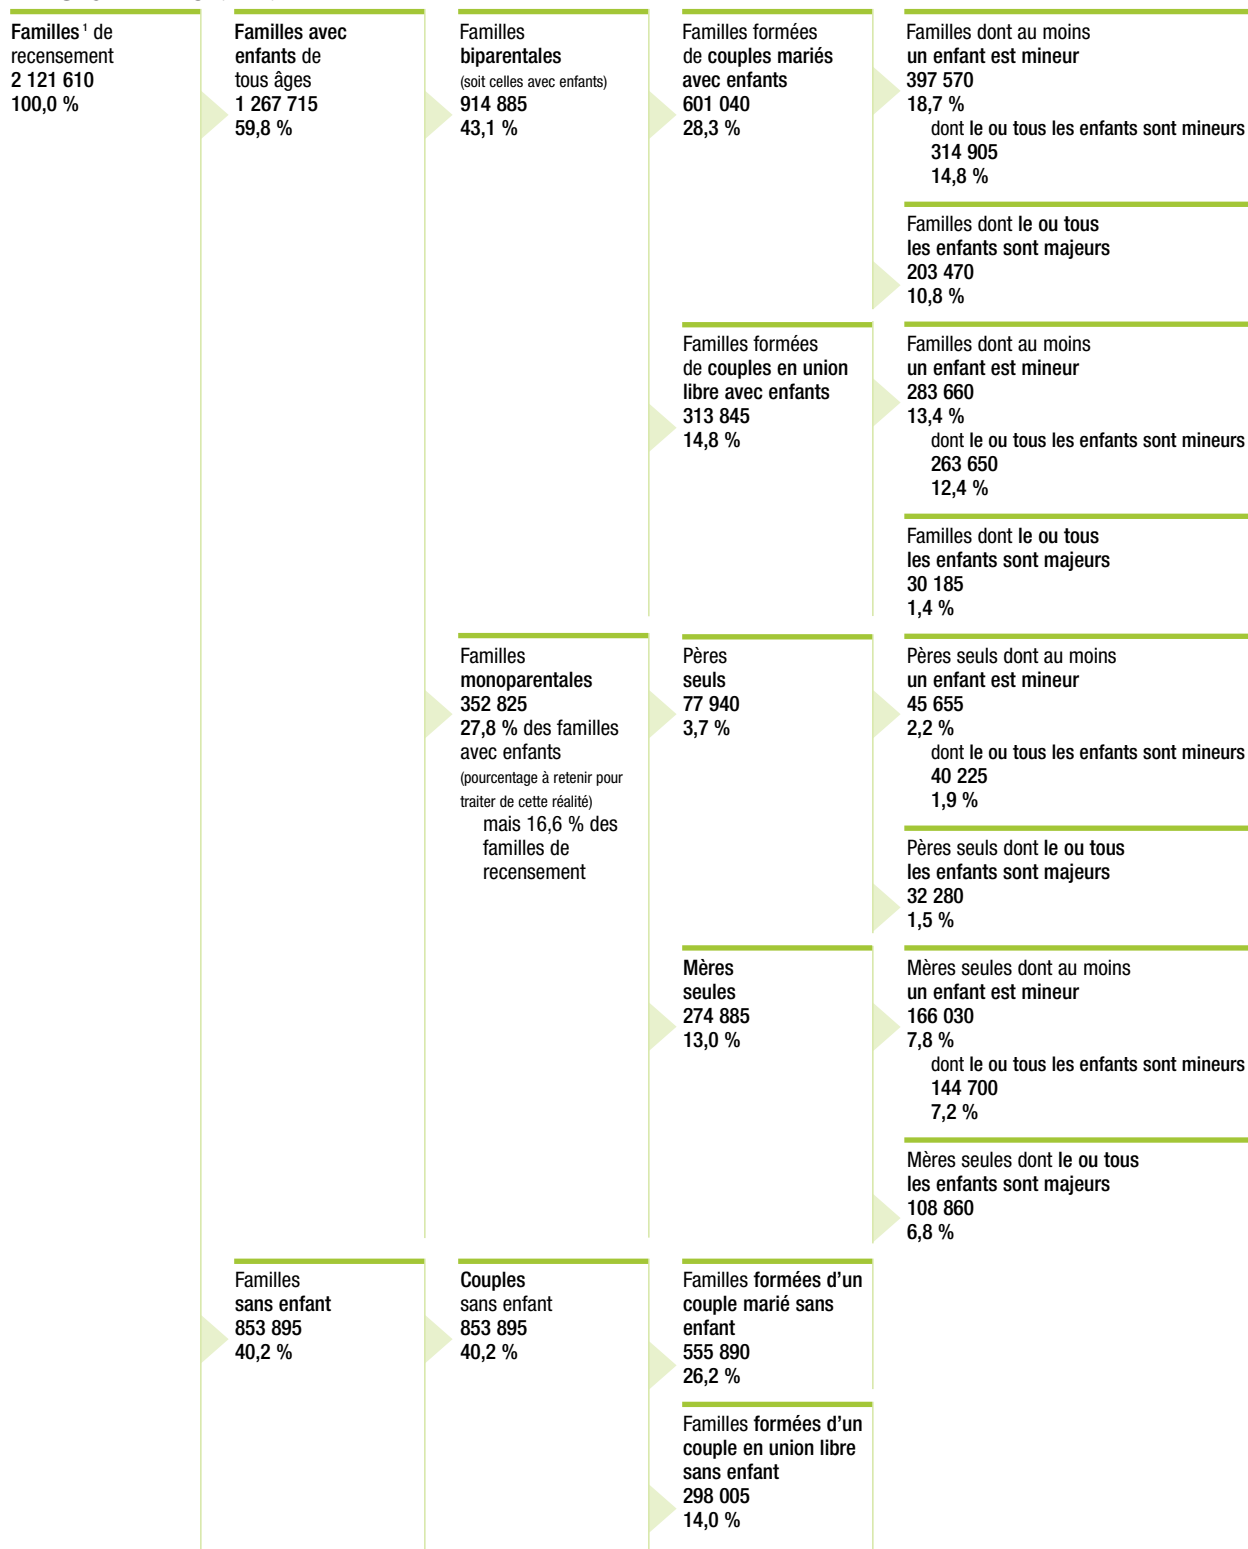 Familles¹ de
recensement
2 121 610
100,0 %
Familles avec
enfants de
tous âges
1 267 715
59,8 %
Familles
biparentales
(soit celles avec enfants)
914 885
43,1 %
Familles formées
de couples mariés
avec enfants
601 040
28,3 %
Familles dont au moins
un enfant est mineur
397 570
18,7 %
dont le ou tous les enfants sont mineurs
314 905
14,8 %
Familles dont le ou tous
les enfants sont majeurs
203 470
10,8 %
Familles formées
de couples en union
libre avec enfants
313 845
14,8 %
Familles dont au moins
un enfant est mineur
283 660
13,4 %
dont le ou tous les enfants sont mineurs
263 650
12,4 %
Familles dont le ou tous
les enfants sont majeurs
30 185
1,4 %
Familles
monoparentales
352 825
27,8 % des familles
avec enfants
(pourcentage à retenir pour
traiter de cette réalité)
mais 16,6 % des
familles de
recensement
Pères
seuls
77 940
3,7 %
Pères seuls dont au moins
un enfant est mineur
45 655
2,2 %
dont le ou tous les enfants sont mineurs
40 225
1,9 %
Pères seuls dont le ou tous
les enfants sont majeurs
32 280
1,5 %
Mères
seules
274 885
13,0 %
Mères seules dont au moins
un enfant est mineur
166 030
7,8 %
dont le ou tous les enfants sont mineurs
144 700
7,2 %
Mères seules dont le ou tous
les enfants sont majeurs
108 860
6,8 %
Familles
sans enfant
853 895
40,2 %
Couples
sans enfant
853 895
40,2 %
Familles formées d'un
couple marié sans
enfant
555 890
26,2 %
Familles formées d'un
couple en union libre
sans enfant
298 005
14,0 %